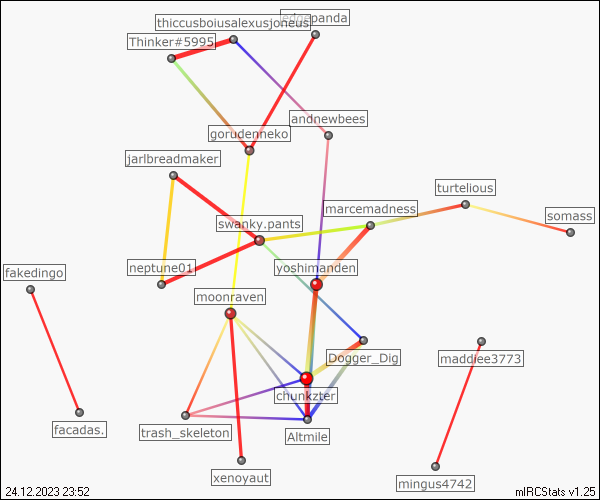 thiccusboiusalexusjoneus
panda
Thinker#5995
andnewbees
gorudenneko
jarlbreadmaker
turtelious
marcemadness
somass
swanky.pants
fakedingo
neptune01
yoshimanden
moonraven
Dogger_Dig
maddiee3773
chunkzter
facadas.
trash_skeleton
Altmile
xenoyaut
mingus4742
24.12.2023 23:52
mIRCStats v1.25